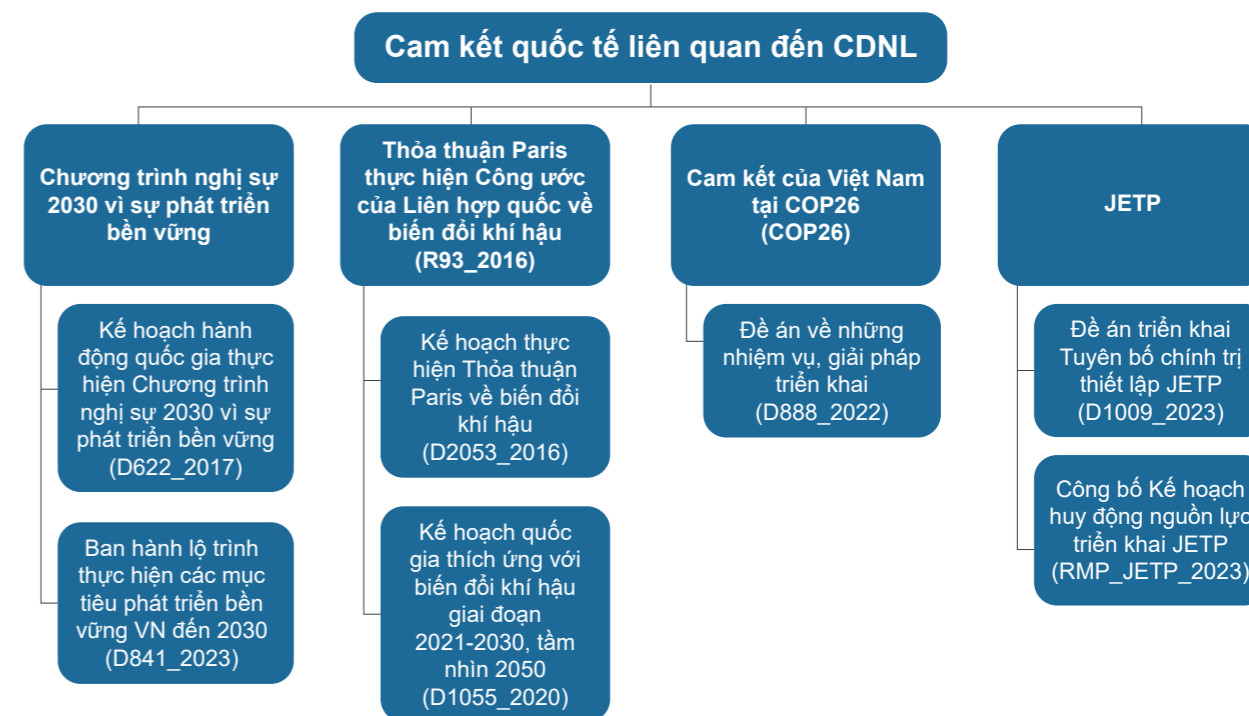 Cam kết quốc tế liên quan đến CDNL
Chương trình nghị sự
2030 vì sự phát triển
bền vững
Kế hoạch hành
động quốc gia thực
hiện Chương trình
nghị sự 2030 vì sự
phát triển bền vững
(D622_2017)
Ban hành lộ trình
thực hiện các mục
tiêu phát triển bền
vững VN đến 2030
(D841_2023)
Thỏa thuận Paris
thực hiện Công ước
của Liên hợp quốc về
biến đổi khí hậu
(R93_2016)
Kế hoạch thực
hiện Thỏa thuận
Paris về biến đổi
khí hậu
(D2053_2016)
Kế hoạch quốc
gia thích ứng với
biến đổi khí hậu
giai đoạn
2021-2030, tầm
nhìn 2050
(D1055_2020)
Cam kết của Việt Nam
tại COP26
(COP26)
Đề án về những
nhiệm vụ, giải pháp
triển khai
(D888_2022)
JETP
Đề án triển khai
Tuyên bố chính trị
thiết lập JETP
(D1009_2023)
Công bố Kế hoạch
huy động nguồn lực
triển khai JETP
(RMP_JETP_2023)